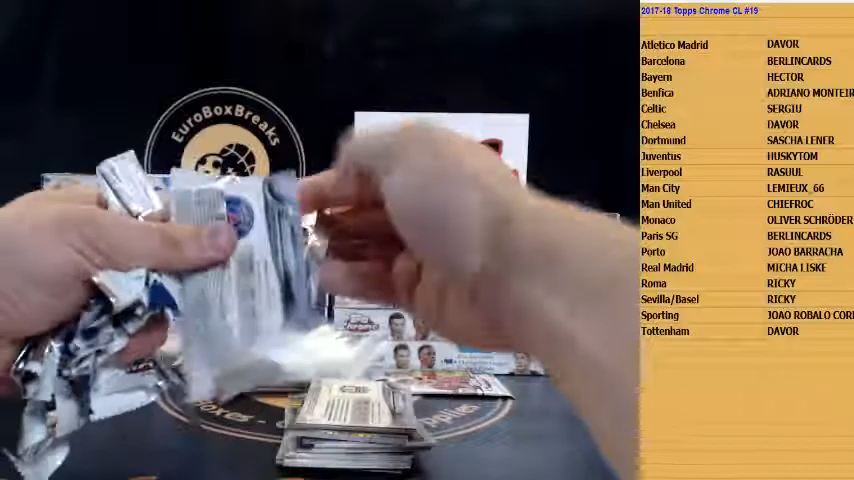 2017-18 Topps Chrome CL #19
Atletico Madrid DAVOR
Barcelona BERLINCARDS
Bayern HECTOR
Benfica ADRIANO MONTEIR
Celtic SERGIU
Chelsea DAVOR
Dortmund SASCHA LENER
Juventus HUSKYTOM
Liverpool RASUUL
Man City LEMIEUX_66
Man United CHIEFROC
Monaco OLIVER SCHRÖDER
Paris SG BERLINCARDS
Porto JOAO BARRACHA
Real Madrid MICHA LISKE
Roma RICKY
Sevilla/Basel RICKY
Sporting JOAO ROBALO COR
Tottenham DAVOR
EuroBoxBreaks